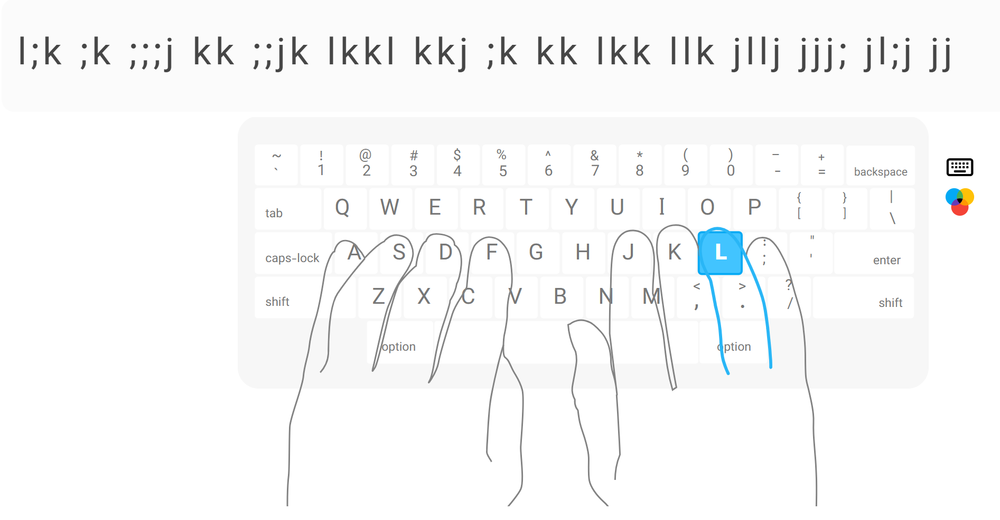 l;k ;k ;;;j kk ;;jk lkkl kkj ;k kk lkk llk jllj jjj; jl;j jj
~ ! @ # $ % ^ & * ( ) – +
` 1 2 3 4 5 6 7 8 9 0 - = backspace
tab Q W E R T Y U I O P { [ } ] | \
caps-lock A S D F G H J K L : ; " ' enter
shift Z X C V B N M < , > . ? / shift
option option